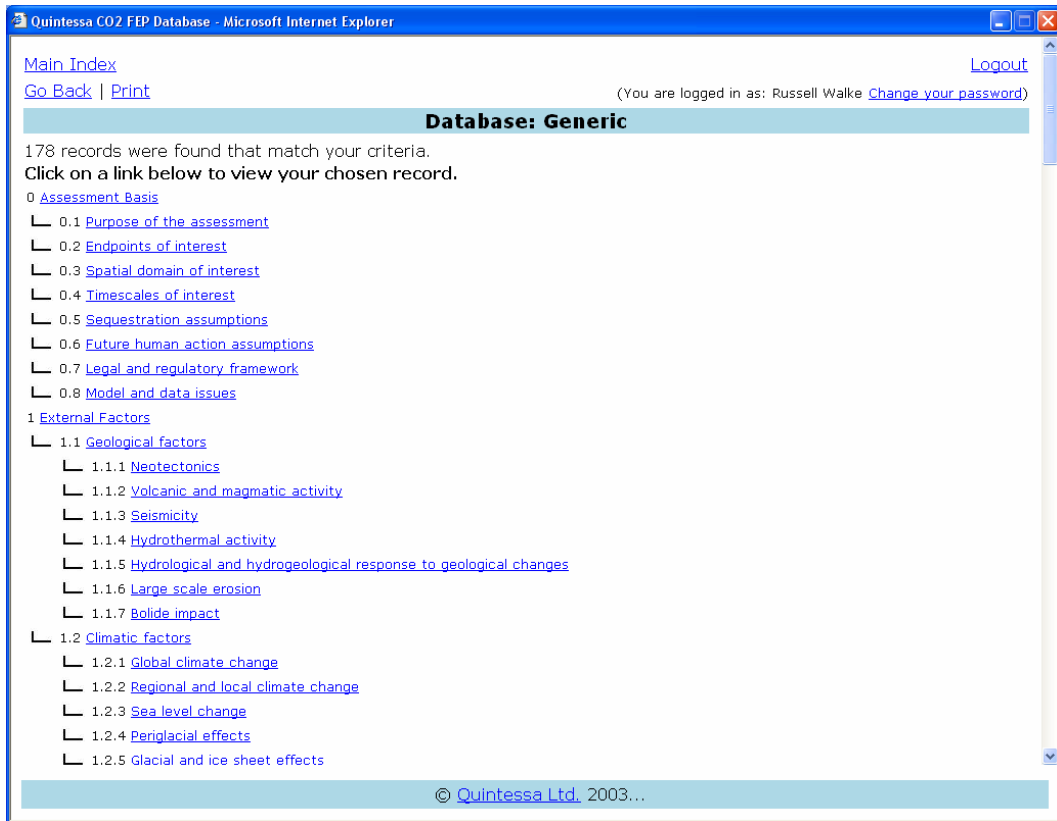 Quintessa CO2 FEP Database - Microsoft Internet Explorer
Main Index Logout
Go Back | Print (You are logged in as: Russell Walke Change your password)
Database: Generic
178 records were found that match your criteria.
Click on a link below to view your chosen record.
0 Assessment Basis
0.1 Purpose of the assessment
0.2 Endpoints of interest
0.3 Spatial domain of interest
0.4 Timescales of interest
0.5 Sequestration assumptions
0.6 Future human action assumptions
0.7 Legal and regulatory framework
0.8 Model and data issues
1 External Factors
1.1 Geological factors
1.1.1 Neotectonics
1.1.2 Volcanic and magmatic activity
1.1.3 Seismicity
1.1.4 Hydrothermal activity
1.1.5 Hydrological and hydrogeological response to geological changes
1.1.6 Large scale erosion
1.1.7 Bolide impact
1.2 Climatic factors
1.2.1 Global climate change
1.2.2 Regional and local climate change
1.2.3 Sea level change
1.2.4 Periglacial effects
1.2.5 Glacial and ice sheet effects
© Quintessa Ltd. 2003...